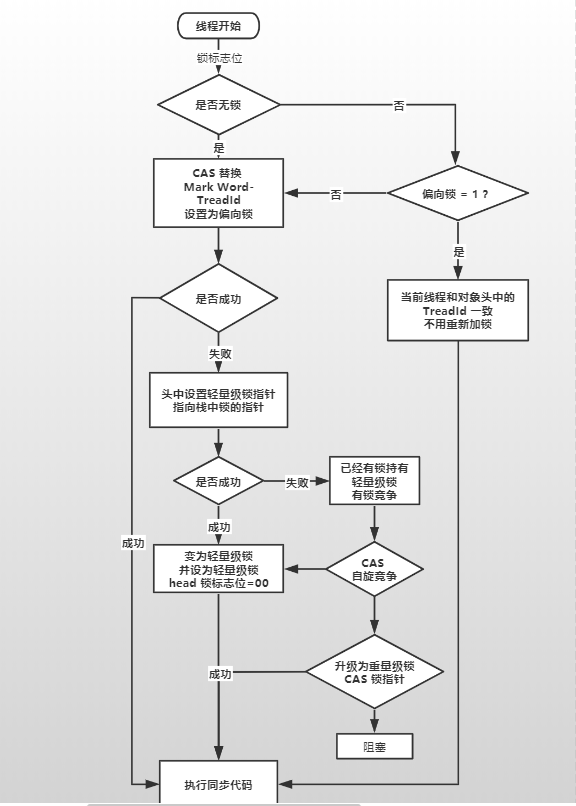 线程开始
锁标志位
是否无锁
否
是
CAS 替换
Mark Word-
TreadId
设置为偏向锁
否
偏向锁 = 1 ?
是
当前线程和对象头中的
TreadId 一致
不用重新加锁
是否成功
失败
头中设置轻量级锁指针
指向栈中锁的指针
是否成功
失败
已经有锁持有
轻量级锁
有锁竞争
成功
成功
变为轻量级锁
并设为轻量级锁
head 锁标志位=00
CAS
自旋竞争
升级为重量级锁
CAS 锁指针
成功
阻塞
执行同步代码